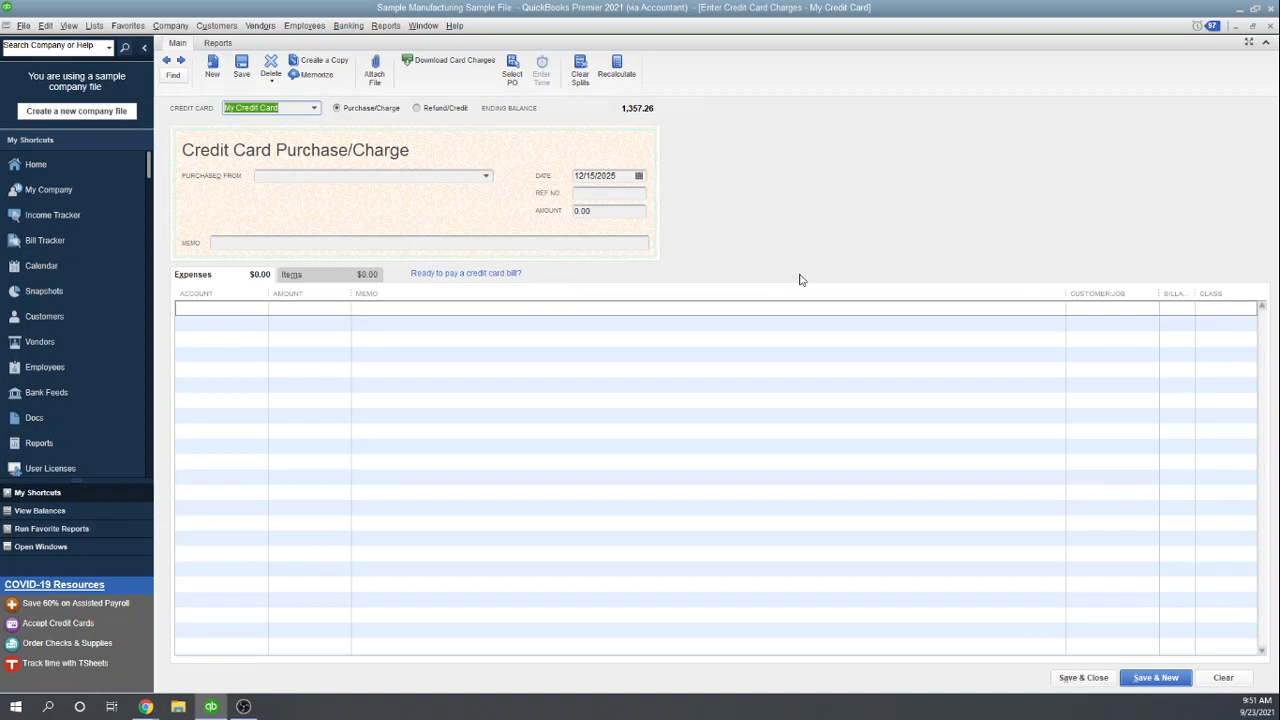 Sample Manufacturing Sample File - QuickBooks Premier 2021 (via Accountant) - [Enter Credit Card Charges - My Credit Card]
File Edit View Lists Favorites Company Customers Vendors Employees Banking Reports Window Help
97
Search Company or Help
Main Reports
Find
New
Save
Delete
Create a Copy
Memorize
Attach
File
Download Card Charges
Select
PO
Enter
Time
Clear
Splits
Recalculate
You are using a sample
company file
Create a new company file
My Shortcuts
Home
My Company
Income Tracker
Bill Tracker
Calendar
Snapshots
Customers
Vendors
Employees
Bank Feeds
Docs
Reports
User Licenses
My Shortcuts
View Balances
Run Favorite Reports
Open Windows
COVID-19 Resources
Save 60% on Assisted Payroll
Accept Credit Cards
Order Checks & Supplies
Track time with TSheets
CREDIT CARD My Credit Card Purchase/Charge Refund/Credit ENDING BALANCE 1,357.26
Credit Card Purchase/Charge
PURCHASED FROM
DATE 12/15/2025
REF NO.
AMOUNT 0.00
MEMO
Expenses $0.00 Items $0.00 Ready to pay a credit card bill?
ACCOUNT AMOUNT MEMO CUSTOMER:JOB BILLA... CLASS
Save & Close Save & New Clear
9:51 AM
9/23/2021